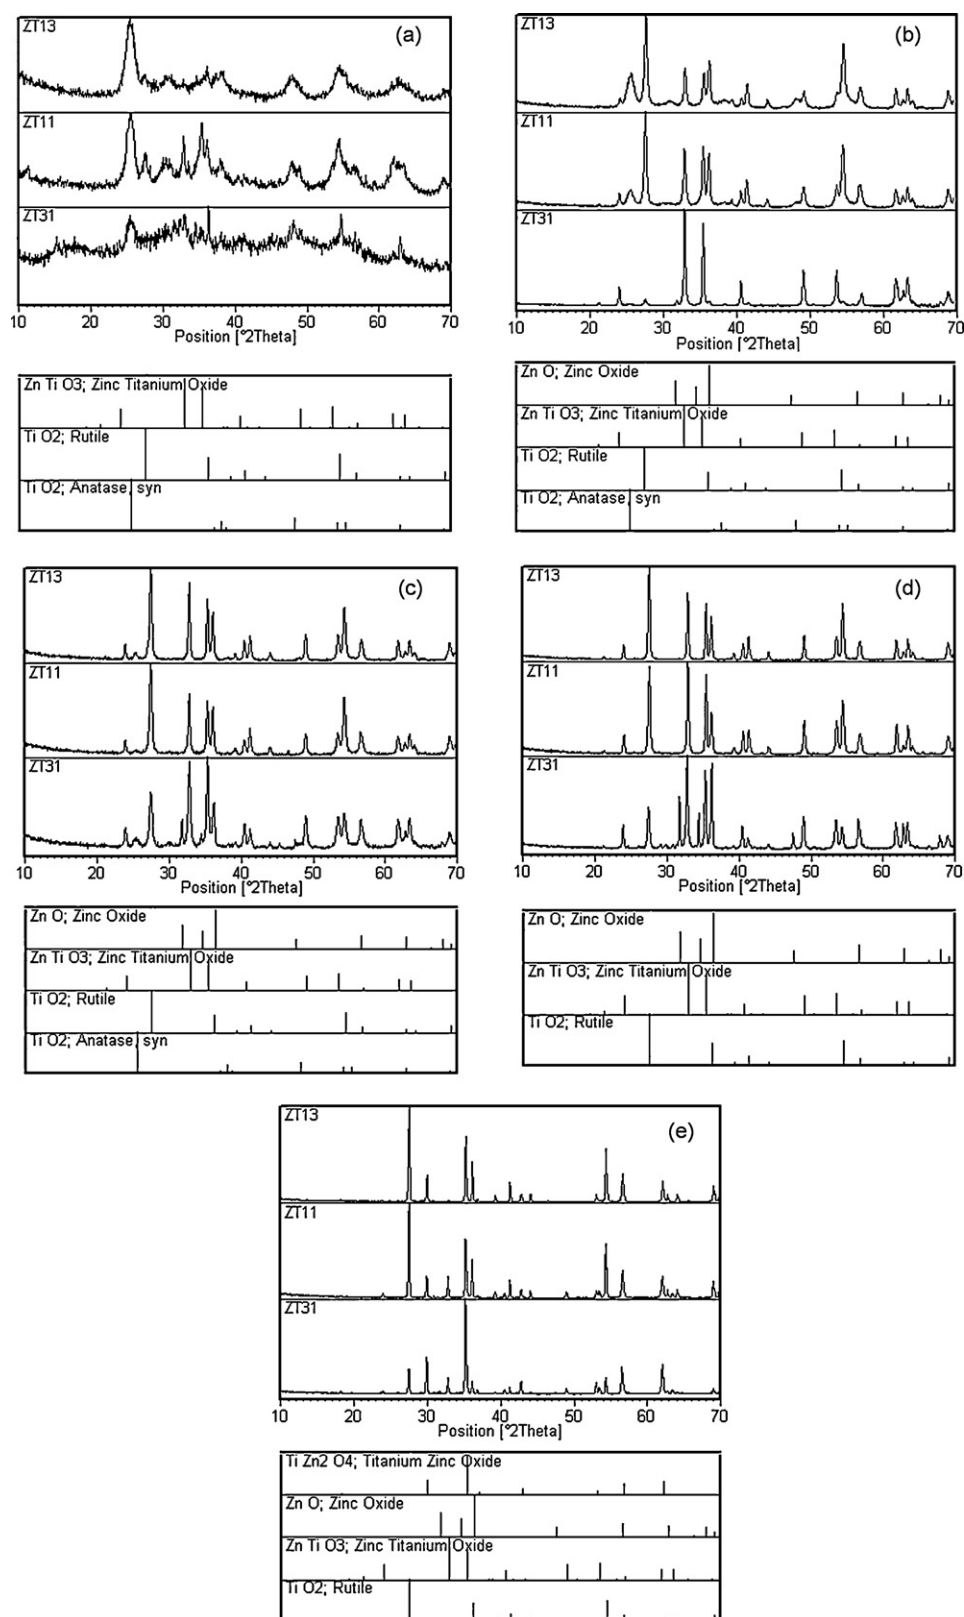 ZT13
(a)
ZT11
ZT31
10 20 30 40 50 60 70
Position [°2Theta]
Zn Ti O3; Zinc Titanium Oxide
Ti O2; Rutile
Ti O2; Anatase, syn
ZT13
(b)
ZT11
ZT31
10 20 30 40 50 60 70
Position [°2Theta]
Zn O; Zinc Oxide
Zn Ti O3; Zinc Titanium Oxide
Ti O2; Rutile
Ti O2; Anatase, syn
ZT13
(c)
ZT11
ZT31
10 20 30 40 50 60 70
Position [°2Theta]
Zn O; Zinc Oxide
Zn Ti O3; Zinc Titanium Oxide
Ti O2; Rutile
Ti O2; Anatase, syn
ZT13
(d)
ZT11
ZT31
10 20 30 40 50 60 70
Position [°2Theta]
Zn O; Zinc Oxide
Zn Ti O3; Zinc Titanium Oxide
Ti O2; Rutile
ZT13
(e)
ZT11
ZT31
10 20 30 40 50 60 70
Position [°2Theta]
Ti Zn2 O4; Titanium Zinc Oxide
Zn O; Zinc Oxide
Zn Ti O3; Zinc Titanium Oxide
Ti O2; Rutile